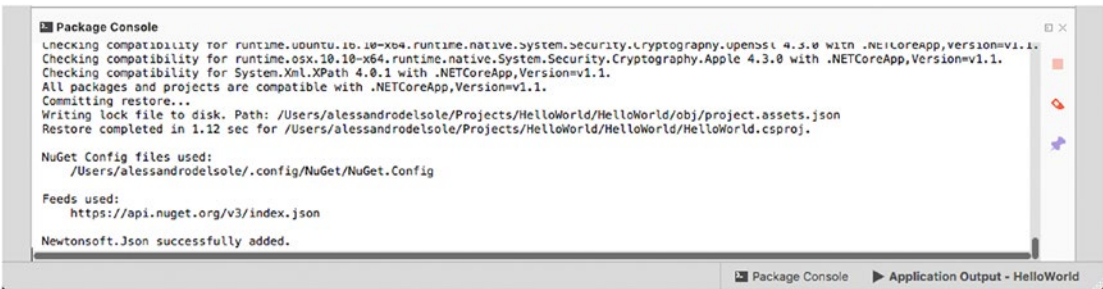 Package Console
Checking compatibility for runtime.ubuntu.16.10-x64.runtime.native.System.Security.Cryptography.OpenSsl 4.3.0 with .NETCoreApp,Version=v1.1.
Checking compatibility for runtime.osx.10.10-x64.runtime.native.System.Security.Cryptography.Apple 4.3.0 with .NETCoreApp,Version=v1.1.
Checking compatibility for System.Xml.XPath 4.0.1 with .NETCoreApp,Version=v1.1.
All packages and projects are compatible with .NETCoreApp,Version=v1.1.
Committing restore...
Writing lock file to disk. Path: /Users/alessandrodelsole/Projects/HelloWorld/HelloWorld/obj/project.assets.json
Restore completed in 1.12 sec for /Users/alessandrodelsole/Projects/HelloWorld/HelloWorld/HelloWorld.csproj.
NuGet Config files used:
/Users/alessandrodelsole/.config/NuGet/NuGet.Config
Feeds used:
https://api.nuget.org/v3/index.json
Newtonsoft.Json successfully added.
Package Console Application Output - HelloWorld